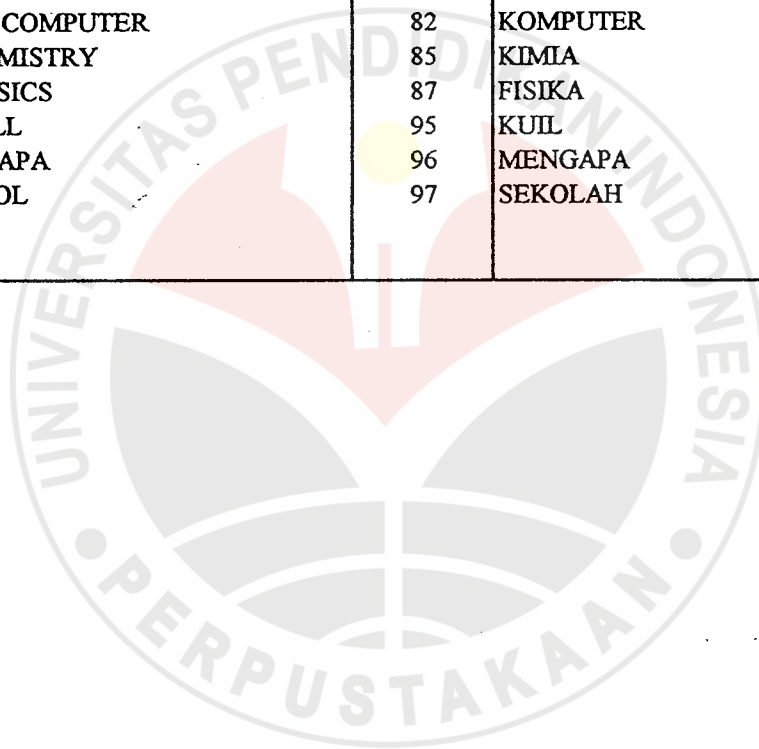 COMPUTER 82 KOMPUTER
MISTRY 85 KIMIA
SICS 87 FISIKA
LL 95 KUIL
APA 96 MENGAPA
OL 97 SEKOLAH
UNIVERSITAS PENDIDIKAN INDONESIA
PERPUSTAKAAN